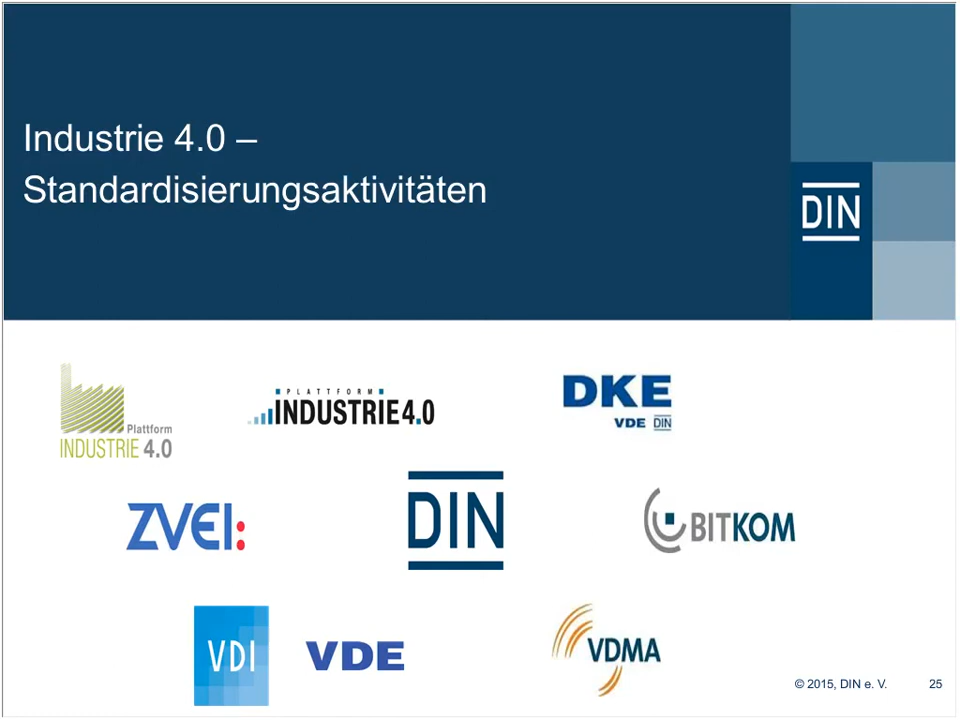 Industrie 4.0 –
Standardisierungsaktivitäten
DIN
Plattform
INDUSTRIE 4.0
PLATTFORM
INDUSTRIE4.0
DKE
VDE DIN
ZVEI:
DIN
BITKOM
VDI
VDE
VDMA
© 2015, DIN e. V. 25